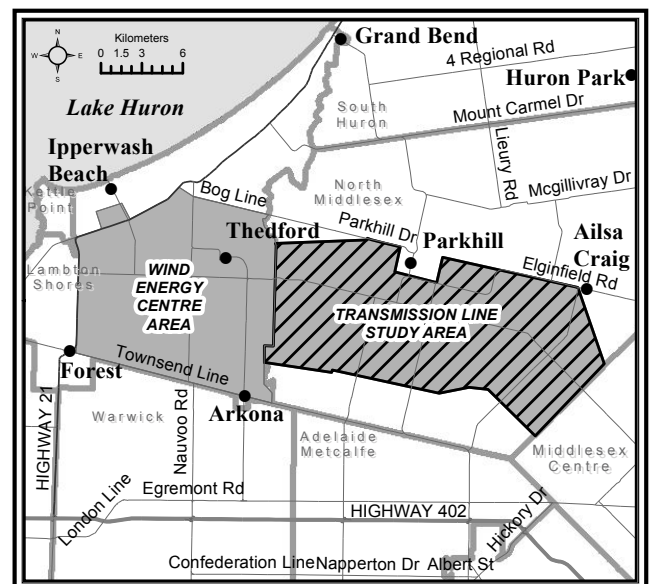 Kilometers
0 1.5 3 6
N
W E
S
Grand Bend
4 Regional Rd
Huron Park
Lake Huron
South
Huron
Mount Carmel Dr
Lieury Rd
Ipperwash
Beach
Kettle
Point
Bog Line
North
Middlesex
Mcgillivray Dr
Thedford
Parkhill Dr
Parkhill
Ailsa
Craig
Elginfield Rd
Lambton
Shores
WIND
ENERGY
CENTRE
AREA
TRANSMISSION LINE
STUDY AREA
Townsend Line
Forest
Arkona
HIGHWAY 21
Warwick
Nauvoo Rd
Adelaide
Metcalfe
Middlesex
Centre
Egremont Rd
London Line
HIGHWAY 402
Hickory Dr
Confederation Line
Napperton Dr
Albert St